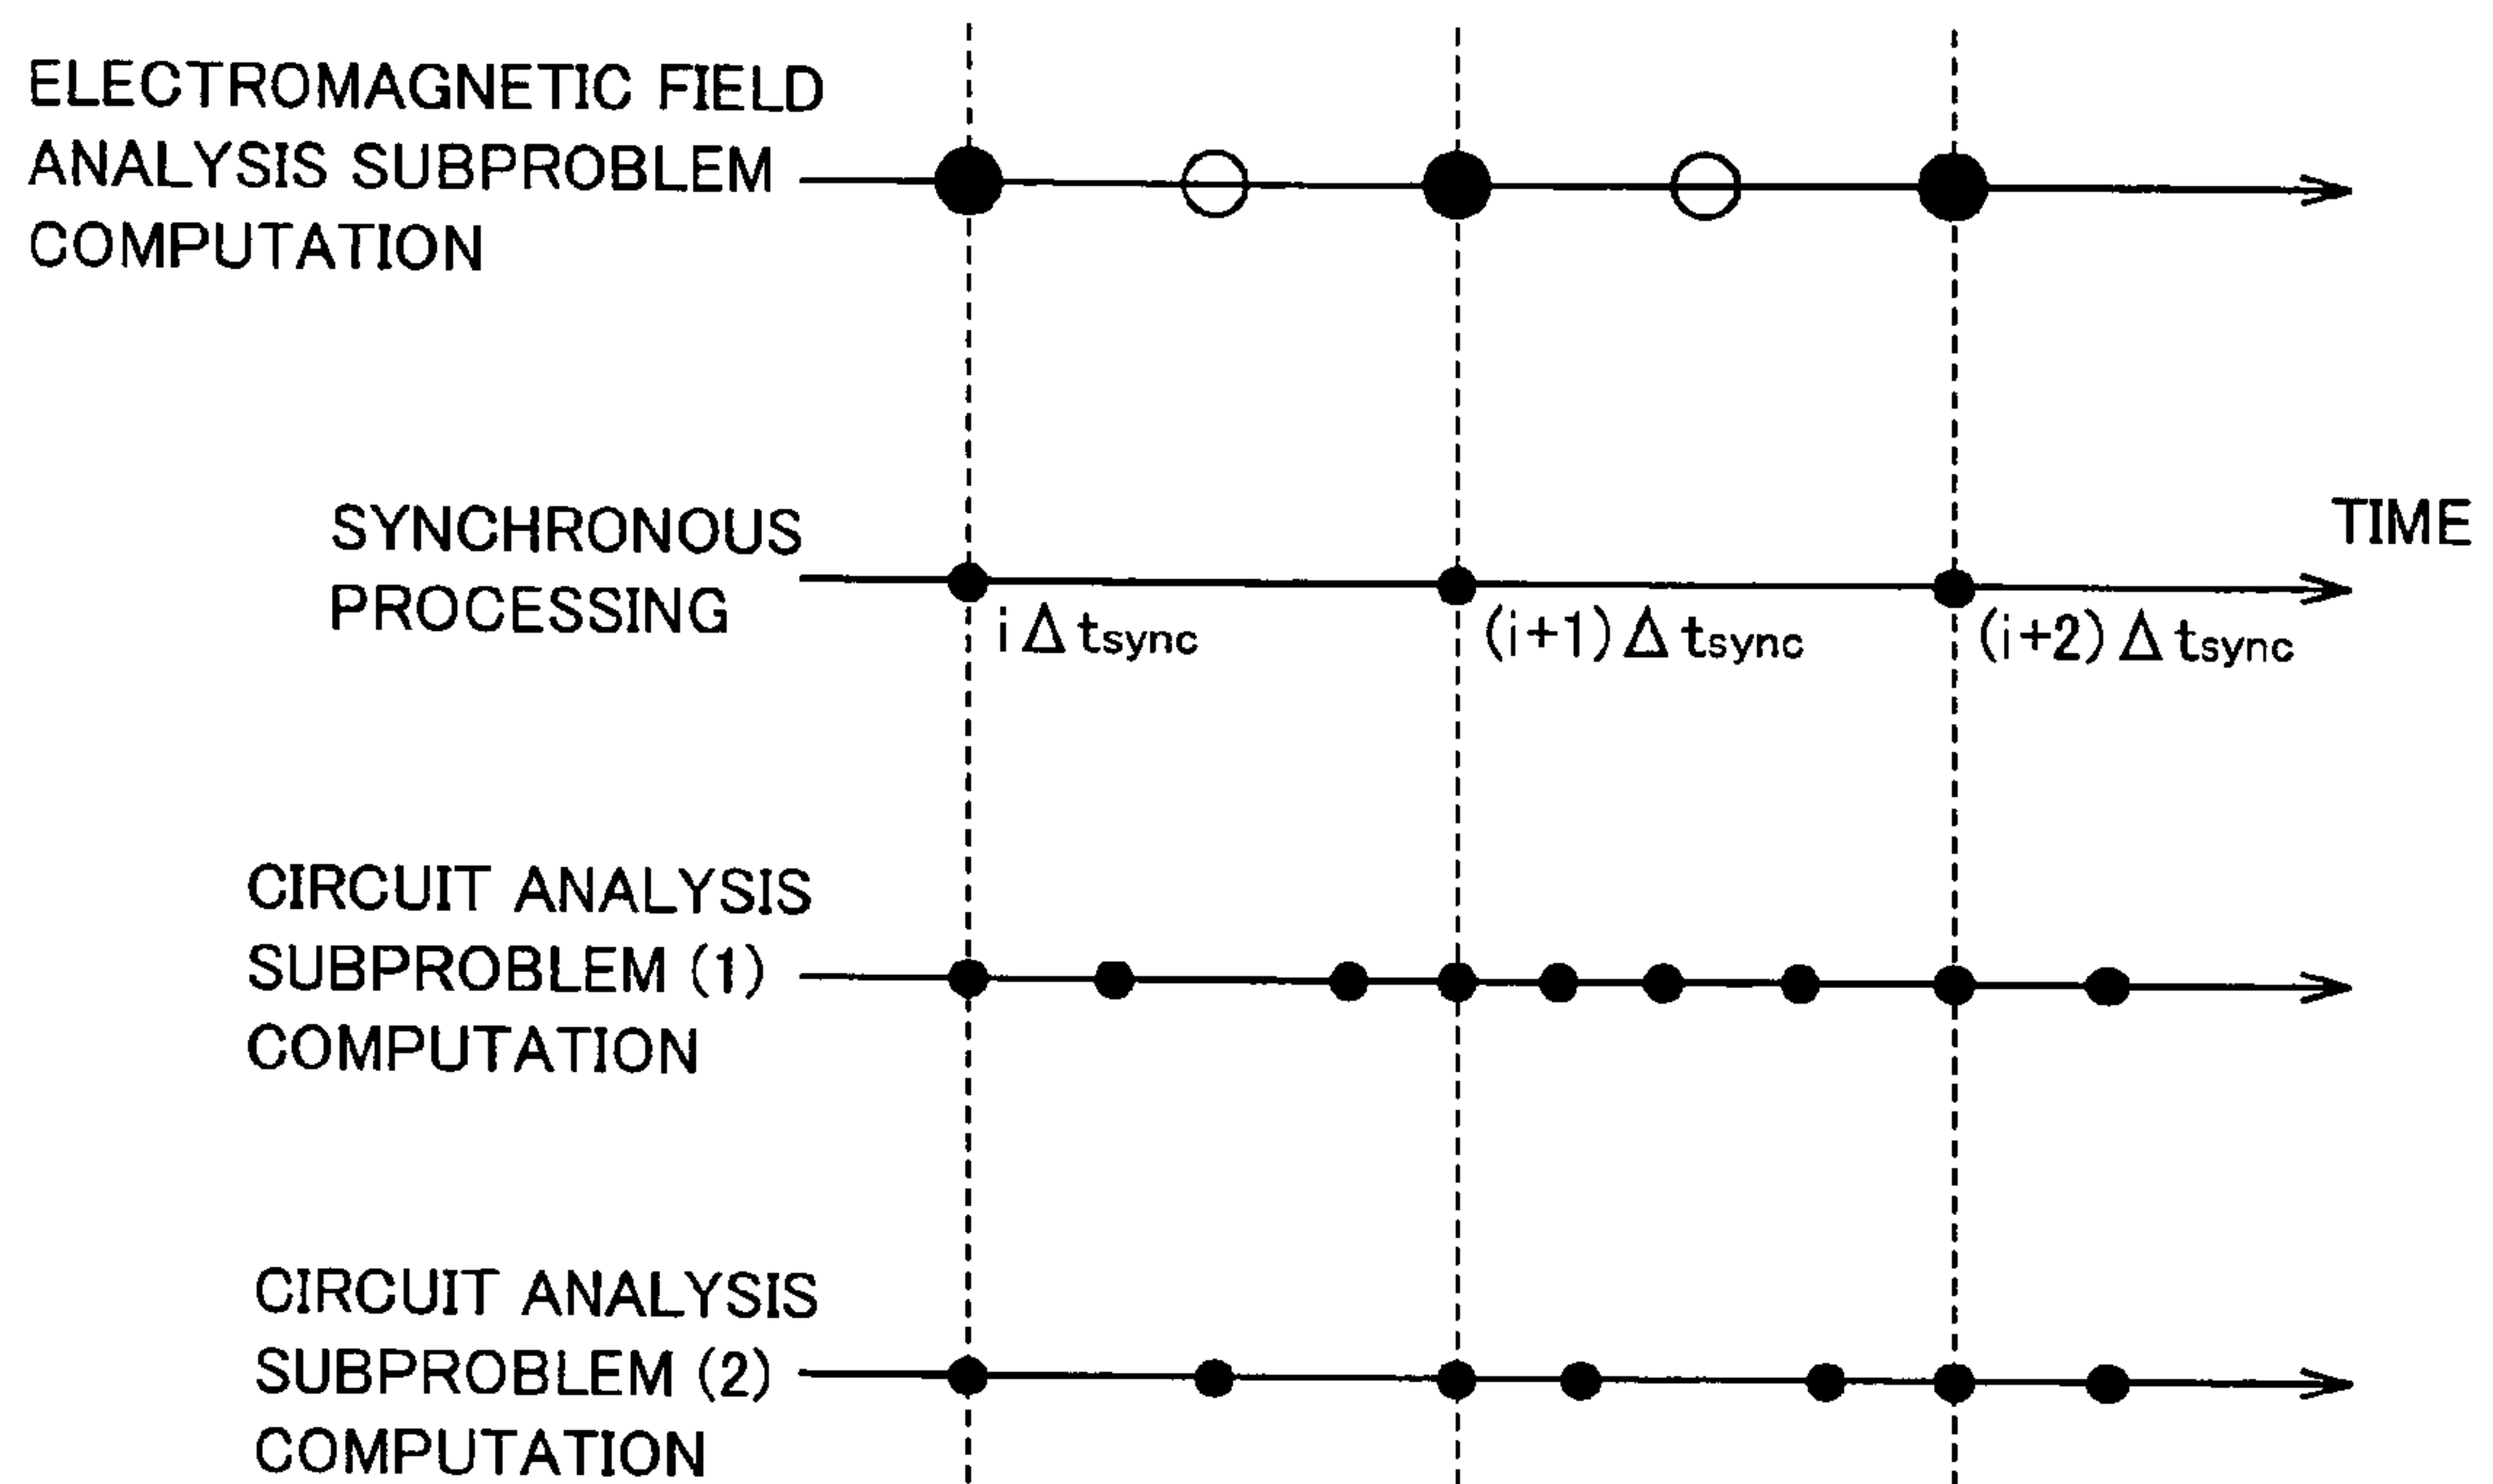 ELECTROMAGNETIC FIELD
ANALYSIS SUBPROBLEM
COMPUTATION
SYNCHRONOUS
PROCESSING
TIME
i Δ tsync
(i+1) Δ tsync
(i+2) Δ tsync
CIRCUIT ANALYSIS
SUBPROBLEM (1)
COMPUTATION
CIRCUIT ANALYSIS
SUBPROBLEM (2)
COMPUTATION